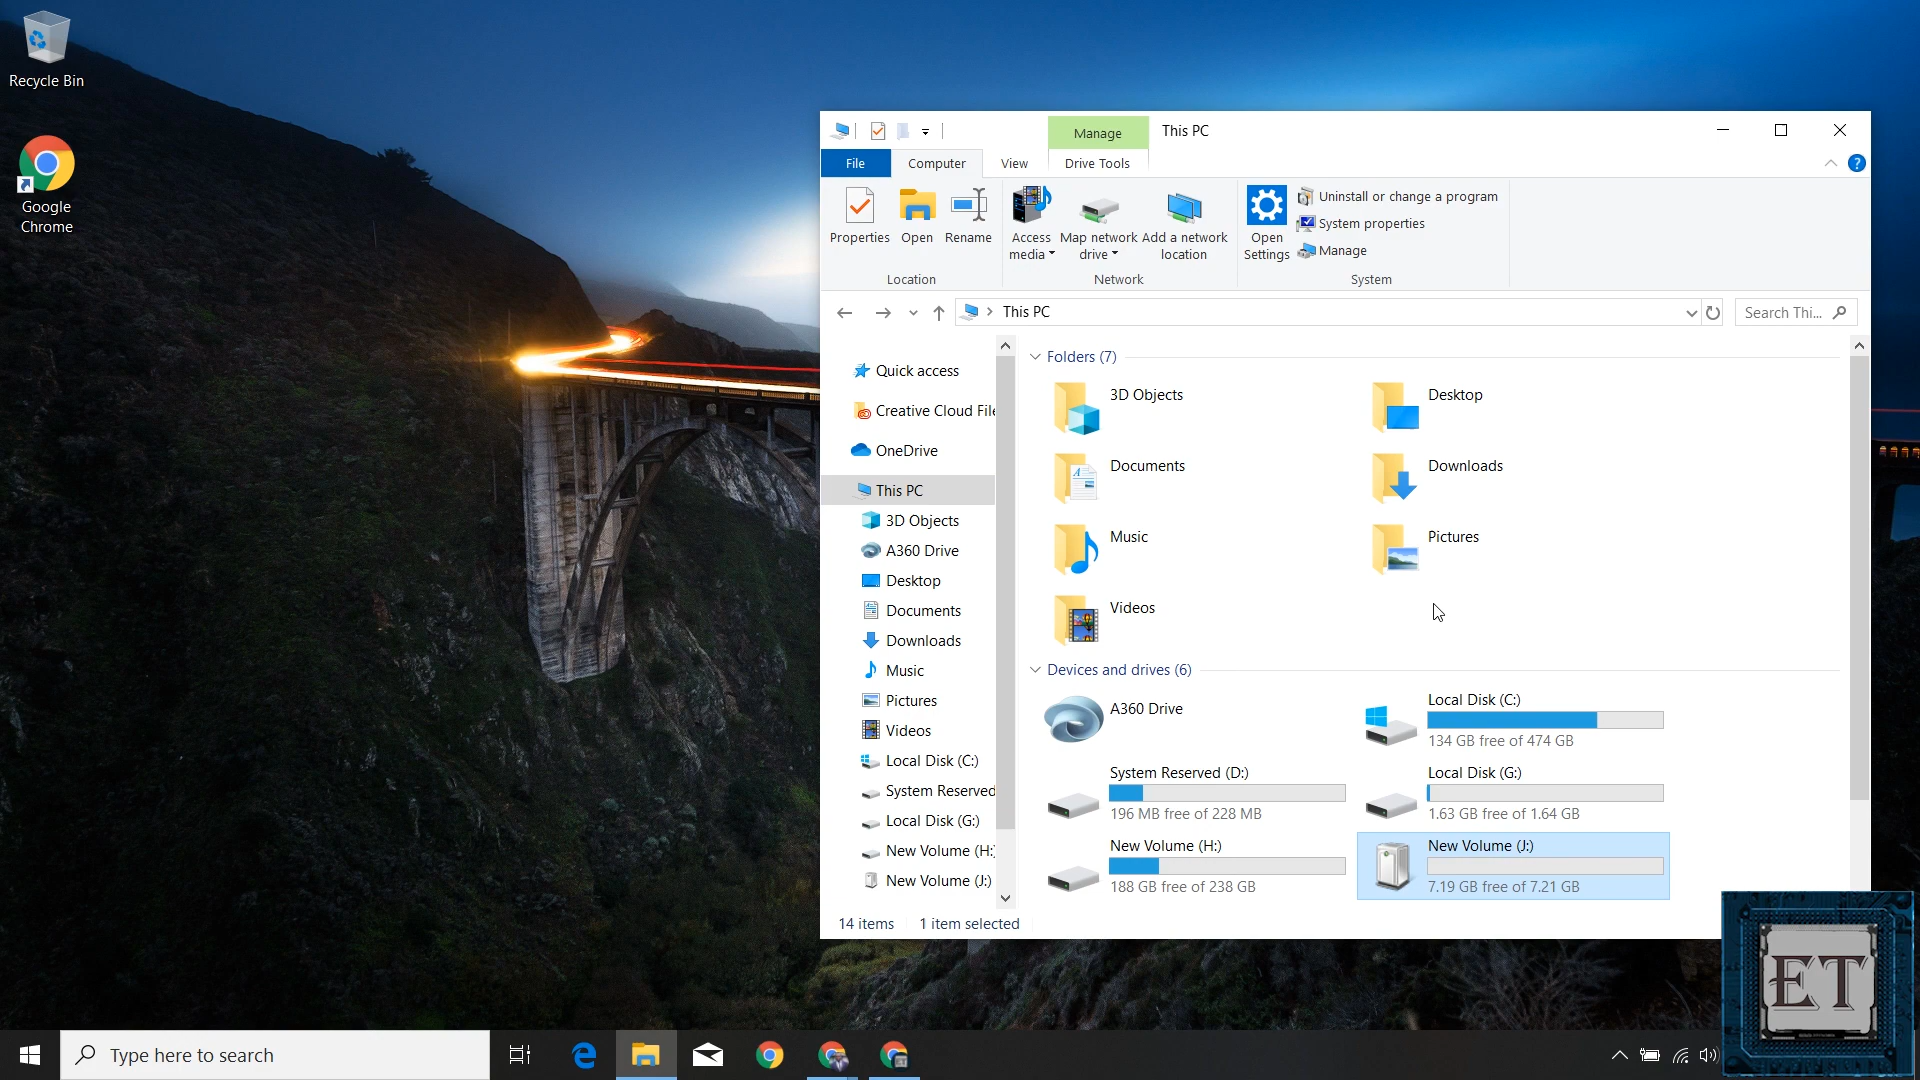 Recycle Bin
Google
Chrome
Manage
This PC
File
Computer
View
Drive Tools
Properties
Open
Rename
Access
media
Map network
drive
Add a network
location
Open
Settings
Uninstall or change a program
System properties
Manage
Location
Network
System
This PC
Search Thi...
Quick access
Creative Cloud File
OneDrive
This PC
3D Objects
A360 Drive
Desktop
Documents
Downloads
Music
Pictures
Videos
Local Disk (C:)
System Reserved
Local Disk (G:)
New Volume (H:)
New Volume (J:)
Folders (7)
3D Objects
Desktop
Documents
Downloads
Music
Pictures
Videos
Devices and drives (6)
A360 Drive
Local Disk (C:)
134 GB free of 474 GB
System Reserved (D:)
196 MB free of 228 MB
Local Disk (G:)
1.63 GB free of 1.64 GB
New Volume (H:)
188 GB free of 238 GB
New Volume (J:)
7.19 GB free of 7.21 GB
14 items
1 item selected
ET
Type here to search